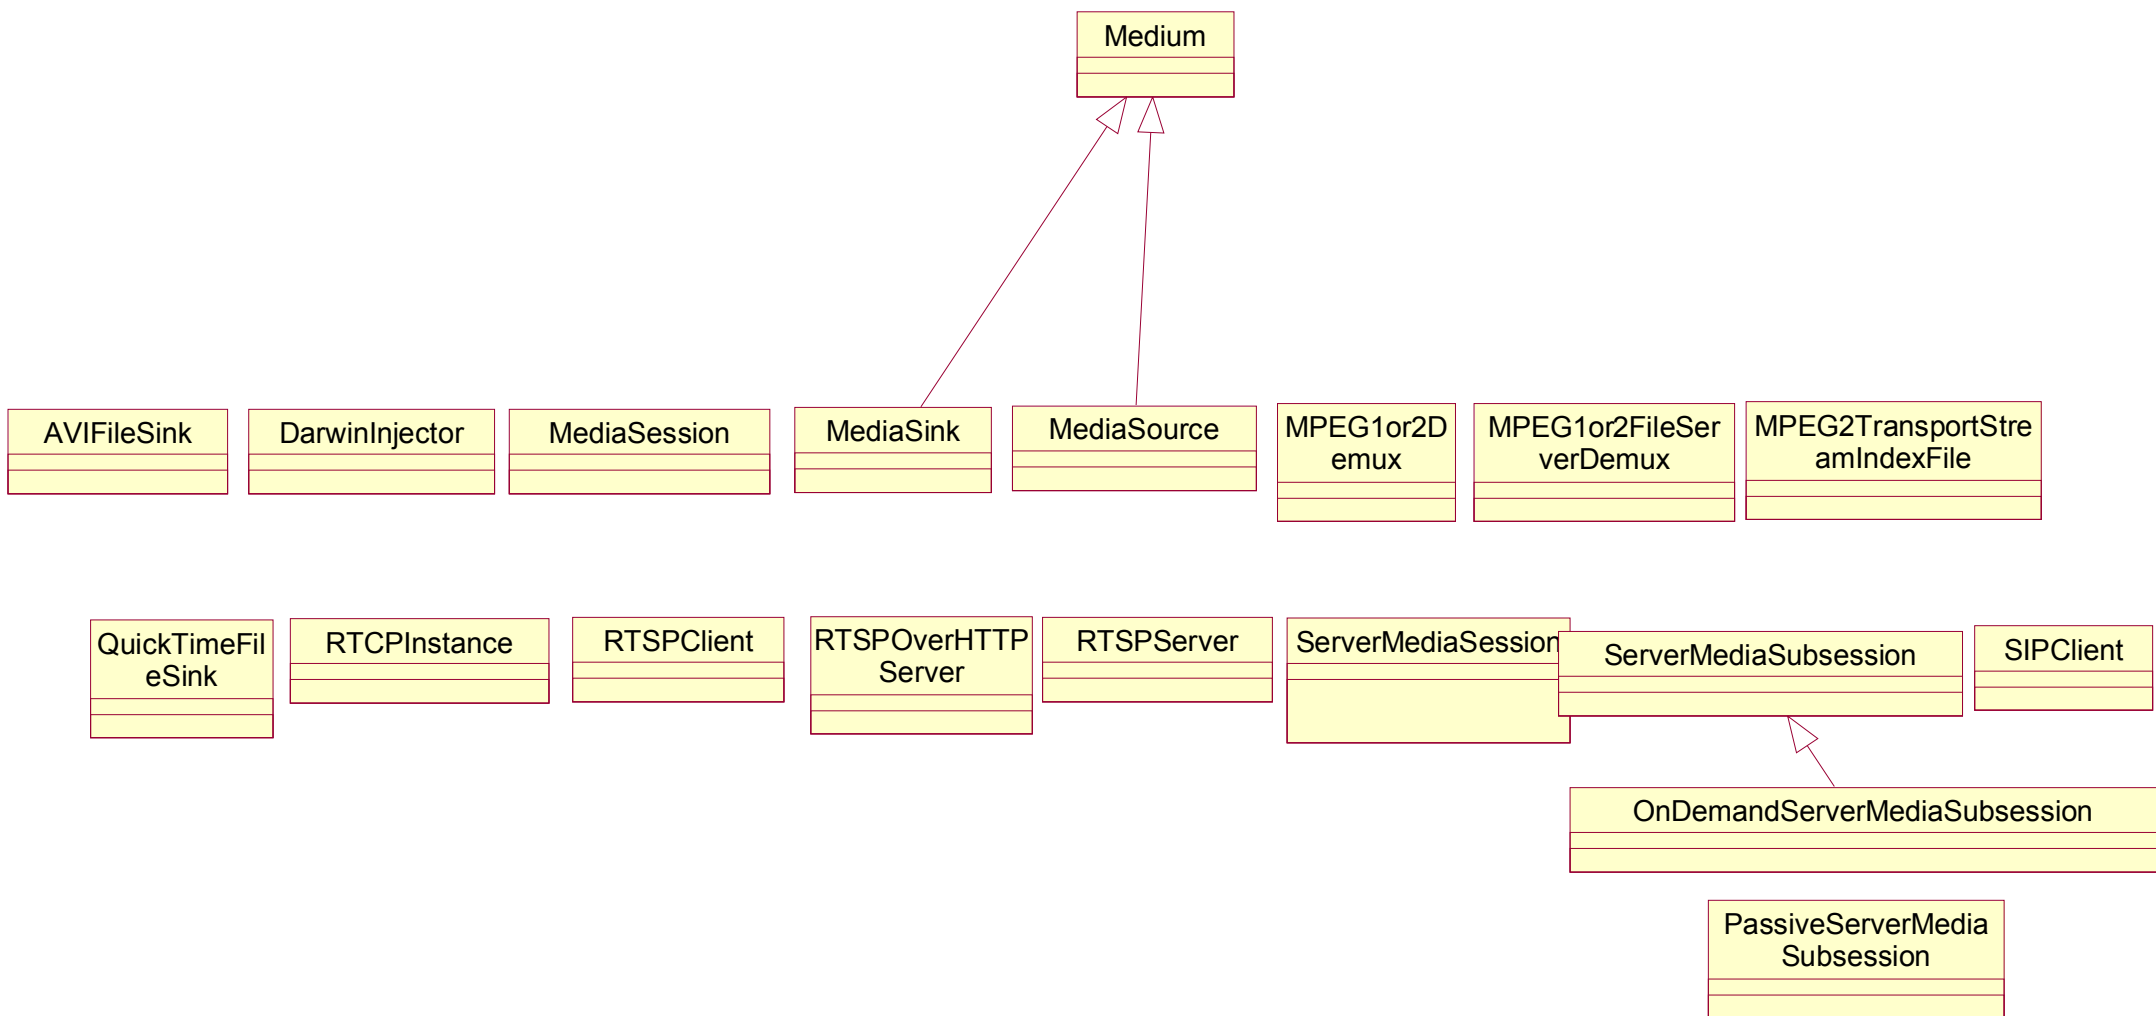 Medium
AVIFileSink
DarwinInjector
MediaSession
MediaSink
MediaSource
MPEG1or2D
emux
MPEG1or2FileSer
verDemux
MPEG2TransportStre
amIndexFile
QuickTimeFil
eSink
RTCPInstance
RTSPClient
RTSPOverHTTP
Server
RTSPServer
ServerMediaSession
ServerMediaSubsession
SIPClient
OnDemandServerMediaSubsession
PassiveServerMedia
Subsession